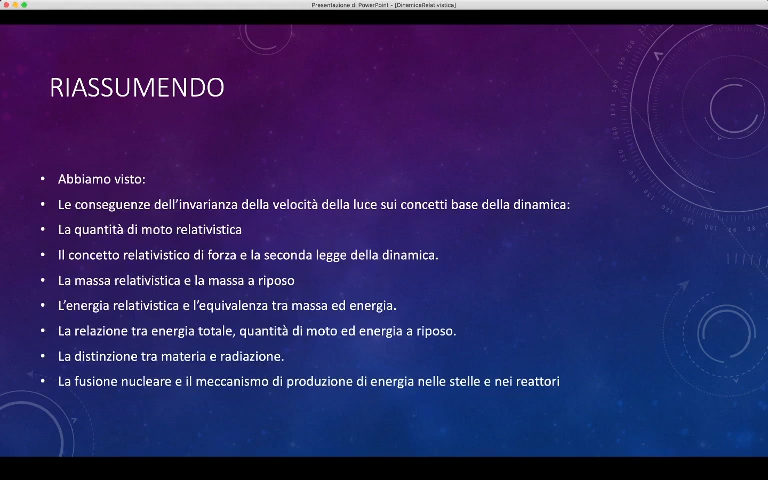 Presentazione di PowerPoint - [DinamicaRelativistica]
RIASSUMENDO
• Abbiamo visto:
• Le conseguenze dell'invarianza della velocità della luce sui concetti base della dinamica:
• La quantità di moto relativistica
• Il concetto relativistico di forza e la seconda legge della dinamica.
• La massa relativistica e la massa a riposo
• L'energia relativistica e l'equivalenza tra massa ed energia.
• La relazione tra energia totale, quantità di moto ed energia a riposo.
• La distinzione tra materia e radiazione.
• La fusione nucleare e il meccanismo di produzione di energia nelle stelle e nei reattori